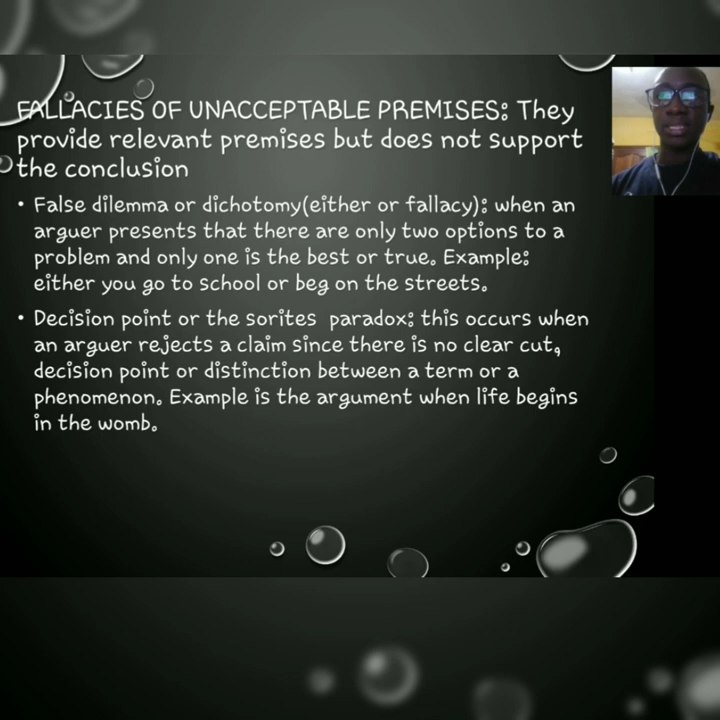 FALLACIES OF UNACCEPTABLE PREMISES: They
provide relevant premises but does not support
the conclusion
• False dilemma or dichotomy(either or fallacy): when an
arguer presents that there are only two options to a
problem and only one is the best or true. Example:
either you go to school or beg on the streets.
• Decision point or the sorites paradox: this occurs when
an arguer rejects a claim since there is no clear cut,
decision point or distinction between a term or a
phenomenon. Example is the argument when life begins
in the womb.